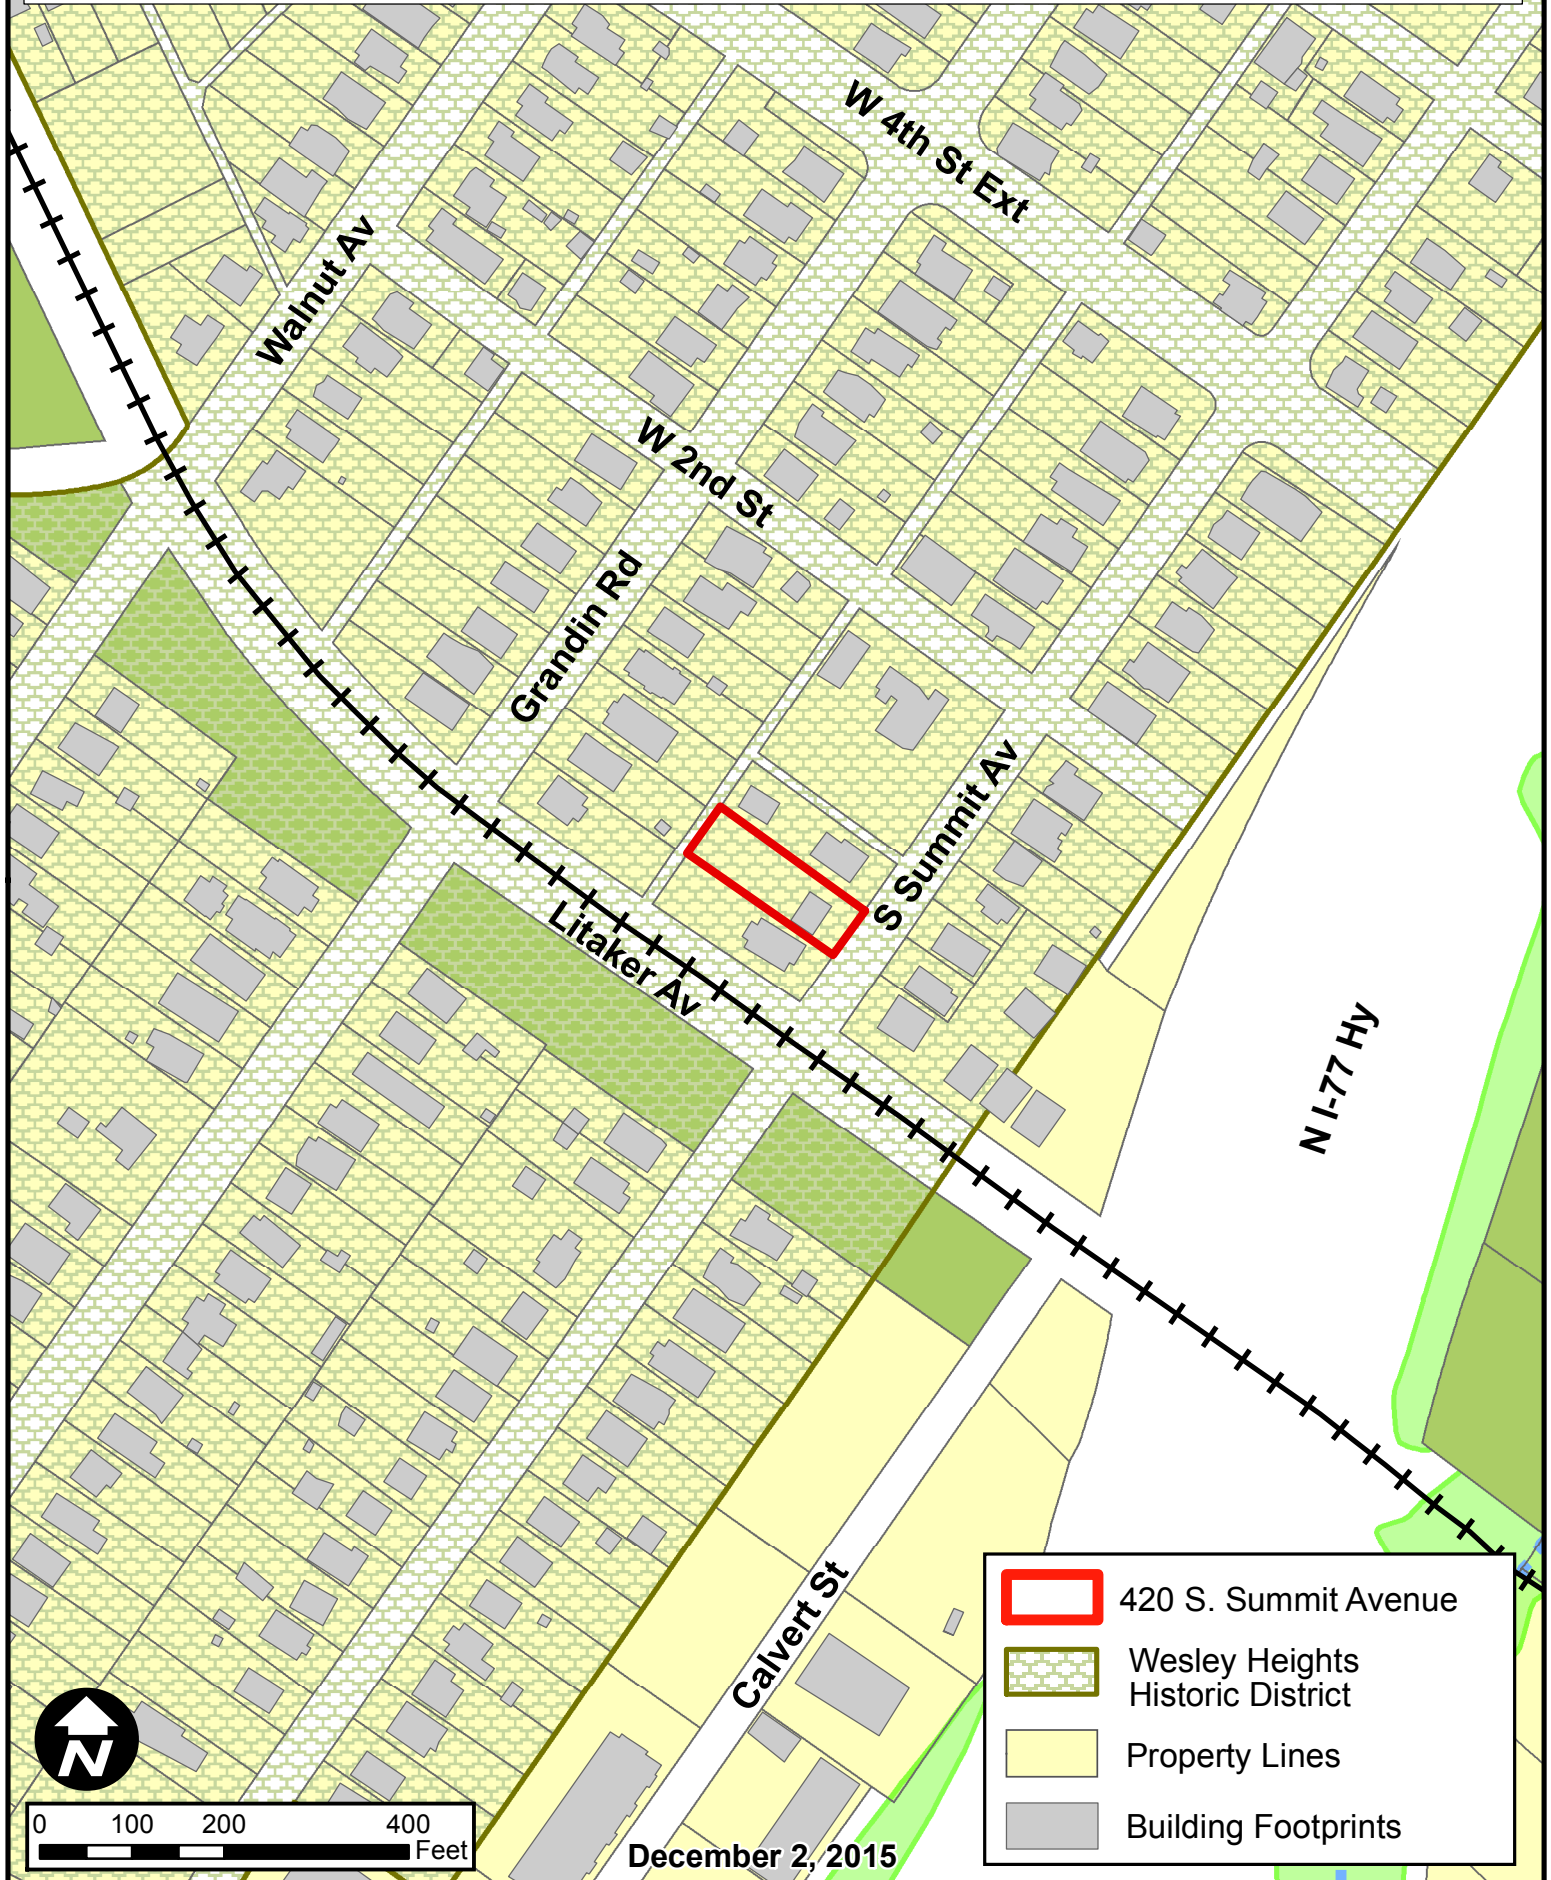 W 4th St Ext
Walnut Av
W 2nd St
Grandin Rd
S Summit Av
Litaker Av
N I-77 Hy
Calvert St
420 S. Summit Avenue
Wesley Heights
Historic District
Property Lines
Building Footprints
N
0 100 200 400
Feet
December 2, 2015